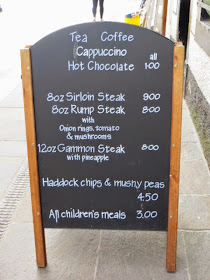 Tea Coffee
Cappuccino all
Hot Chocolate 1.00
8oz Sirloin Steak 9.00
8oz Rump Steak 8.00
with
Onion rings, tomato
& mushrooms
12oz Gammon Steak 8.00
with pineapple
Haddock chips & mushy peas
4.50
All children's meals 3.00